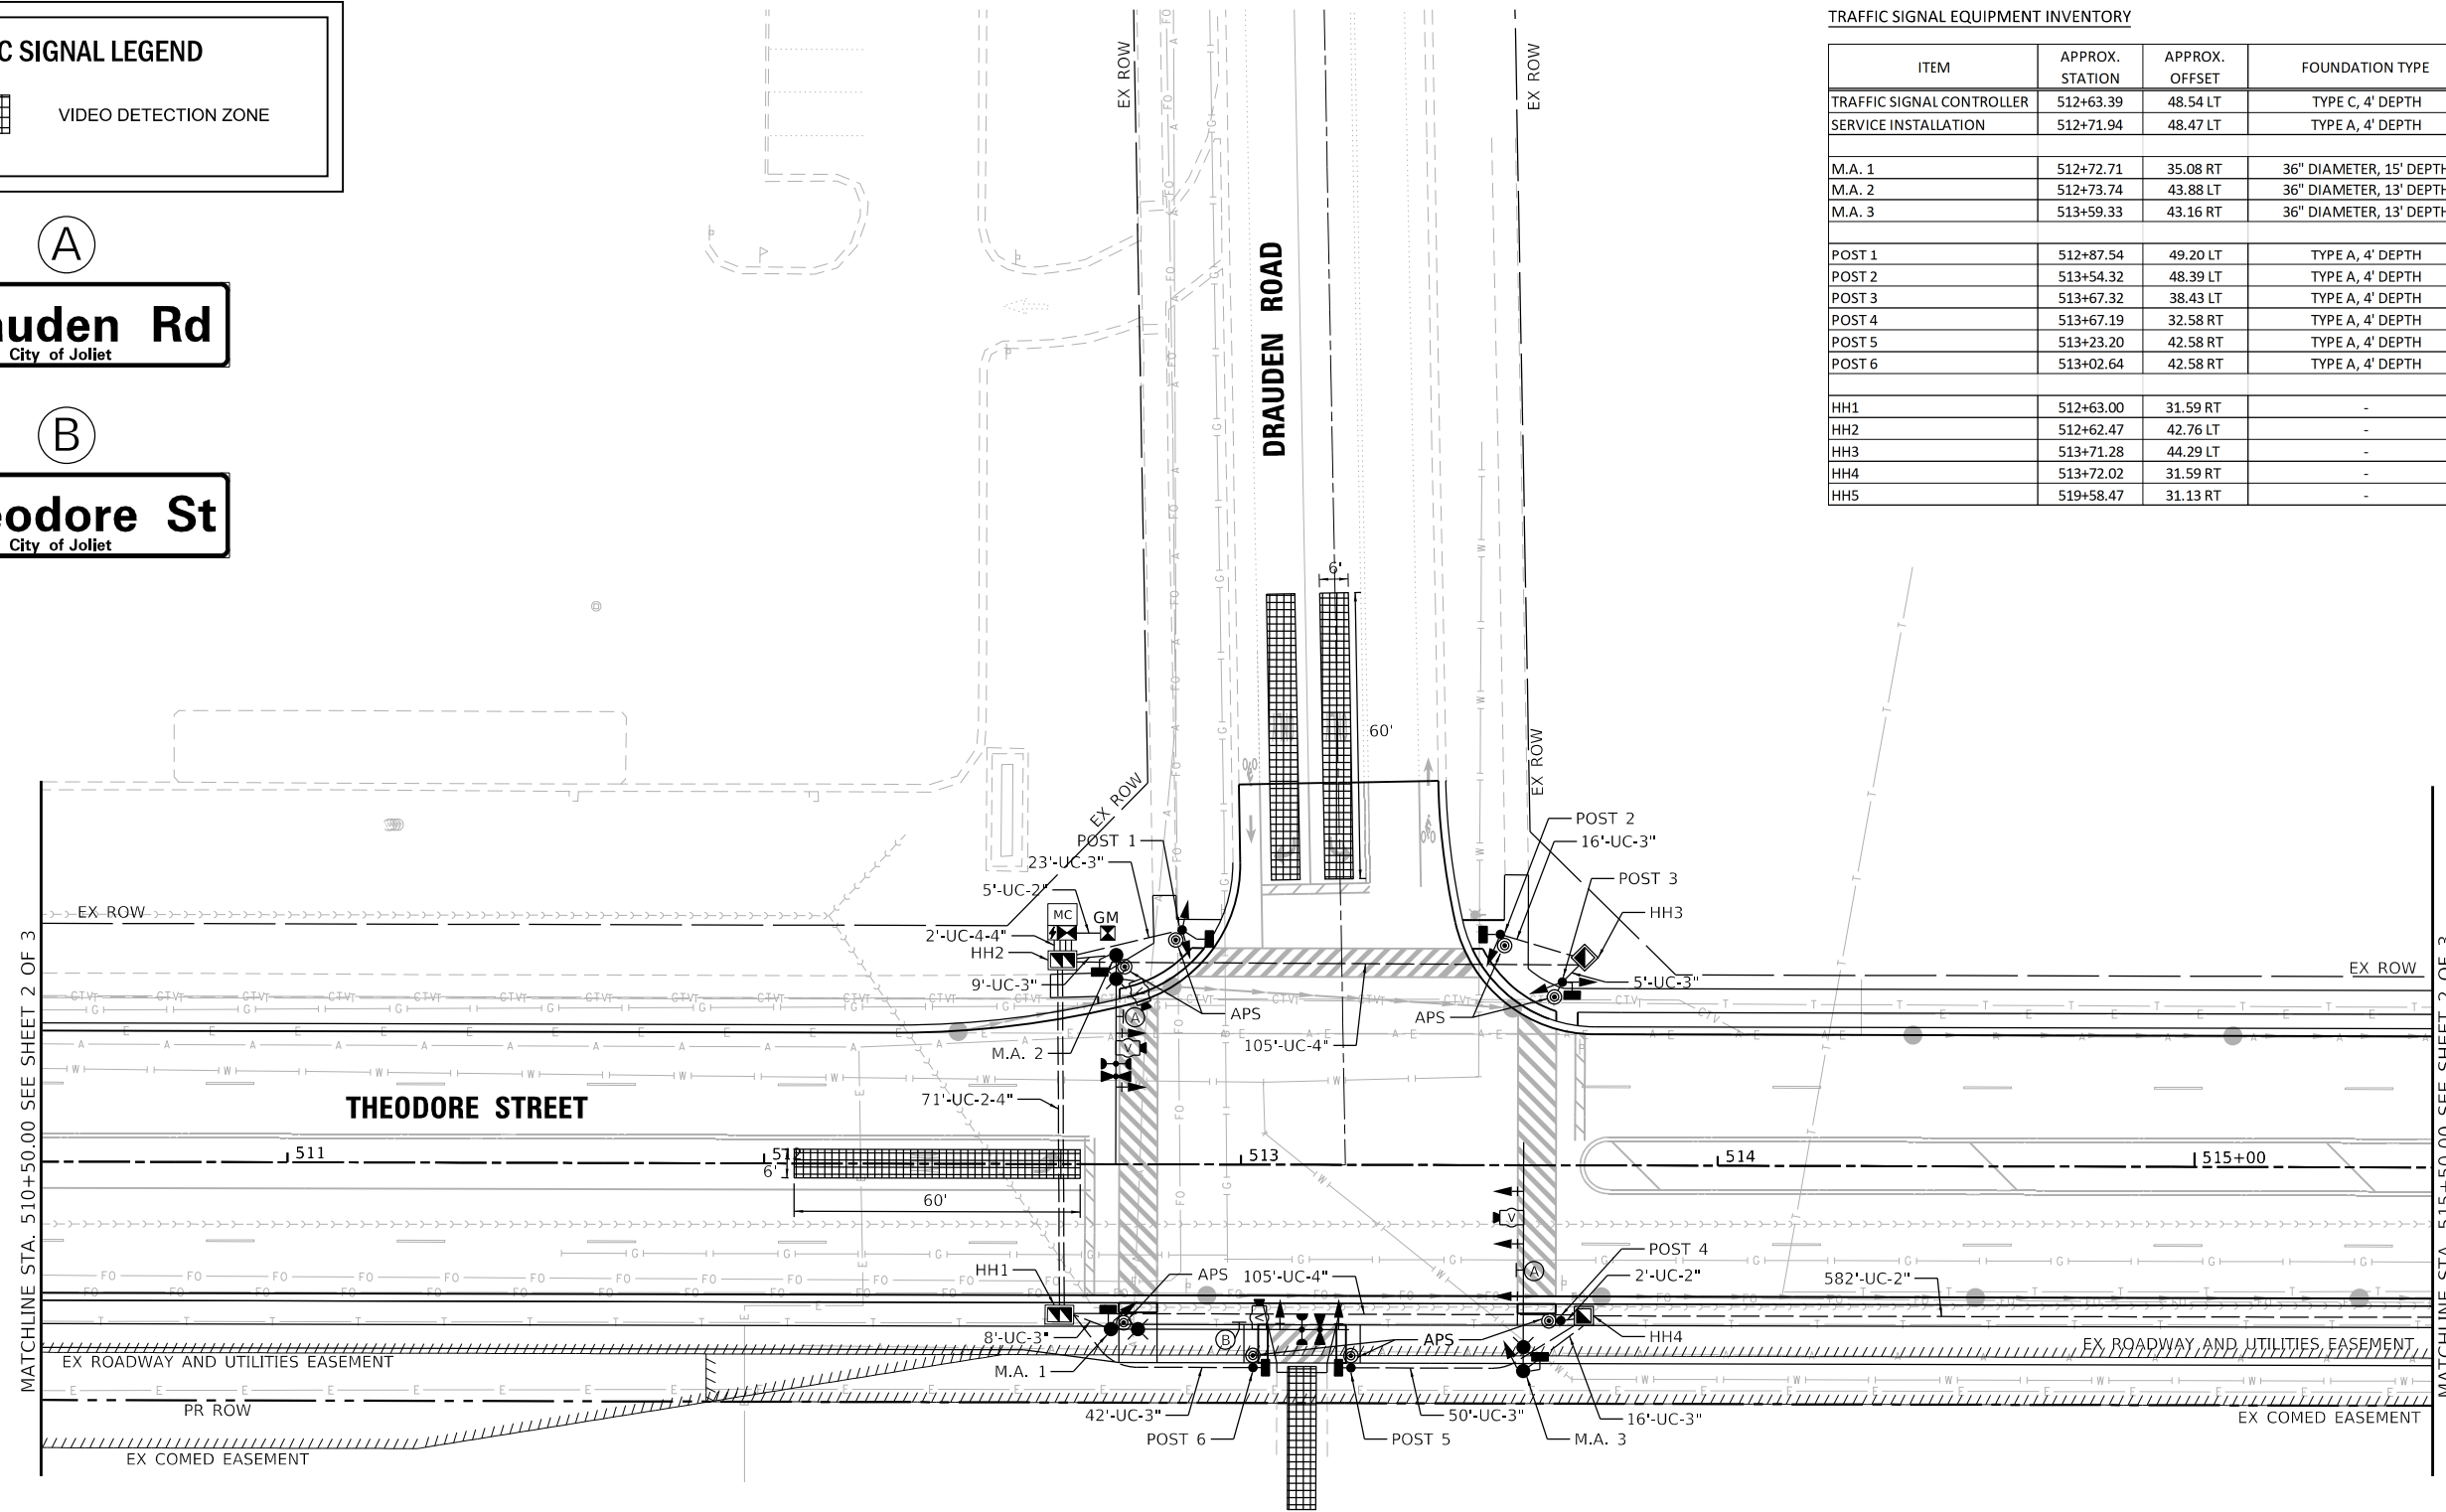 C SIGNAL LEGEND
VIDEO DETECTION ZONE
A
auden Rd
City of Joliet
B
eodore St
City of Joliet
TRAFFIC SIGNAL EQUIPMENT INVENTORY
ITEM APPROX. STATION APPROX. OFFSET FOUNDATION TYPE
TRAFFIC SIGNAL CONTROLLER 512+63.39 48.54 LT TYPE C, 4' DEPTH
SERVICE INSTALLATION 512+71.94 48.47 LT TYPE A, 4' DEPTH
M.A. 1 512+72.71 35.08 RT 36" DIAMETER, 15' DEPTH
M.A. 2 512+73.74 43.88 LT 36" DIAMETER, 13' DEPTH
M.A. 3 513+59.33 43.16 RT 36" DIAMETER, 13' DEPTH
POST 1 512+87.54 49.20 LT TYPE A, 4' DEPTH
POST 2 513+54.32 48.39 LT TYPE A, 4' DEPTH
POST 3 513+67.32 38.43 LT TYPE A, 4' DEPTH
POST 4 513+67.19 32.58 RT TYPE A, 4' DEPTH
POST 5 513+23.20 42.58 RT TYPE A, 4' DEPTH
POST 6 513+02.64 42.58 RT TYPE A, 4' DEPTH
HH1 512+63.00 31.59 RT -
HH2 512+62.47 42.76 LT -
HH3 513+71.28 44.29 LT -
HH4 513+72.02 31.59 RT -
HH5 519+58.47 31.13 RT -
EX ROW
EX ROW
DRAUDEN ROAD
6'
60'
EX ROW
EX ROW
POST 1
23'-UC-3"
5'-UC-2"
MC
GM
2'-UC-4-4"
HH2
9'-UC-3"
APS
M.A. 2
71'-UC-2-4"
POST 2
16'-UC-3"
POST 3
HH3
5'-UC-3"
APS
105'-UC-4"
EX ROW
EX ROW
A
V
THEODORE STREET
511
512
513
514
515+00
6'
60'
V
A
HH1
APS
105'-UC-4"
POST 4
2'-UC-2"
582'-UC-2"
8'-UC-3"
B
V
APS
HH4
M.A. 1
EX ROADWAY AND UTILITIES EASEMENT
EX ROADWAY AND UTILITIES EASEMENT
PR ROW
42'-UC-3"
50'-UC-3"
16'-UC-3"
EX COMED EASEMENT
POST 6
POST 5
M.A. 3
EX COMED EASEMENT
MATCHLINE STA. 510+50.00 SEE SHEET 2 OF 3
MATCHLINE STA. 515+50.00 SEE SHEET 2 OF 3